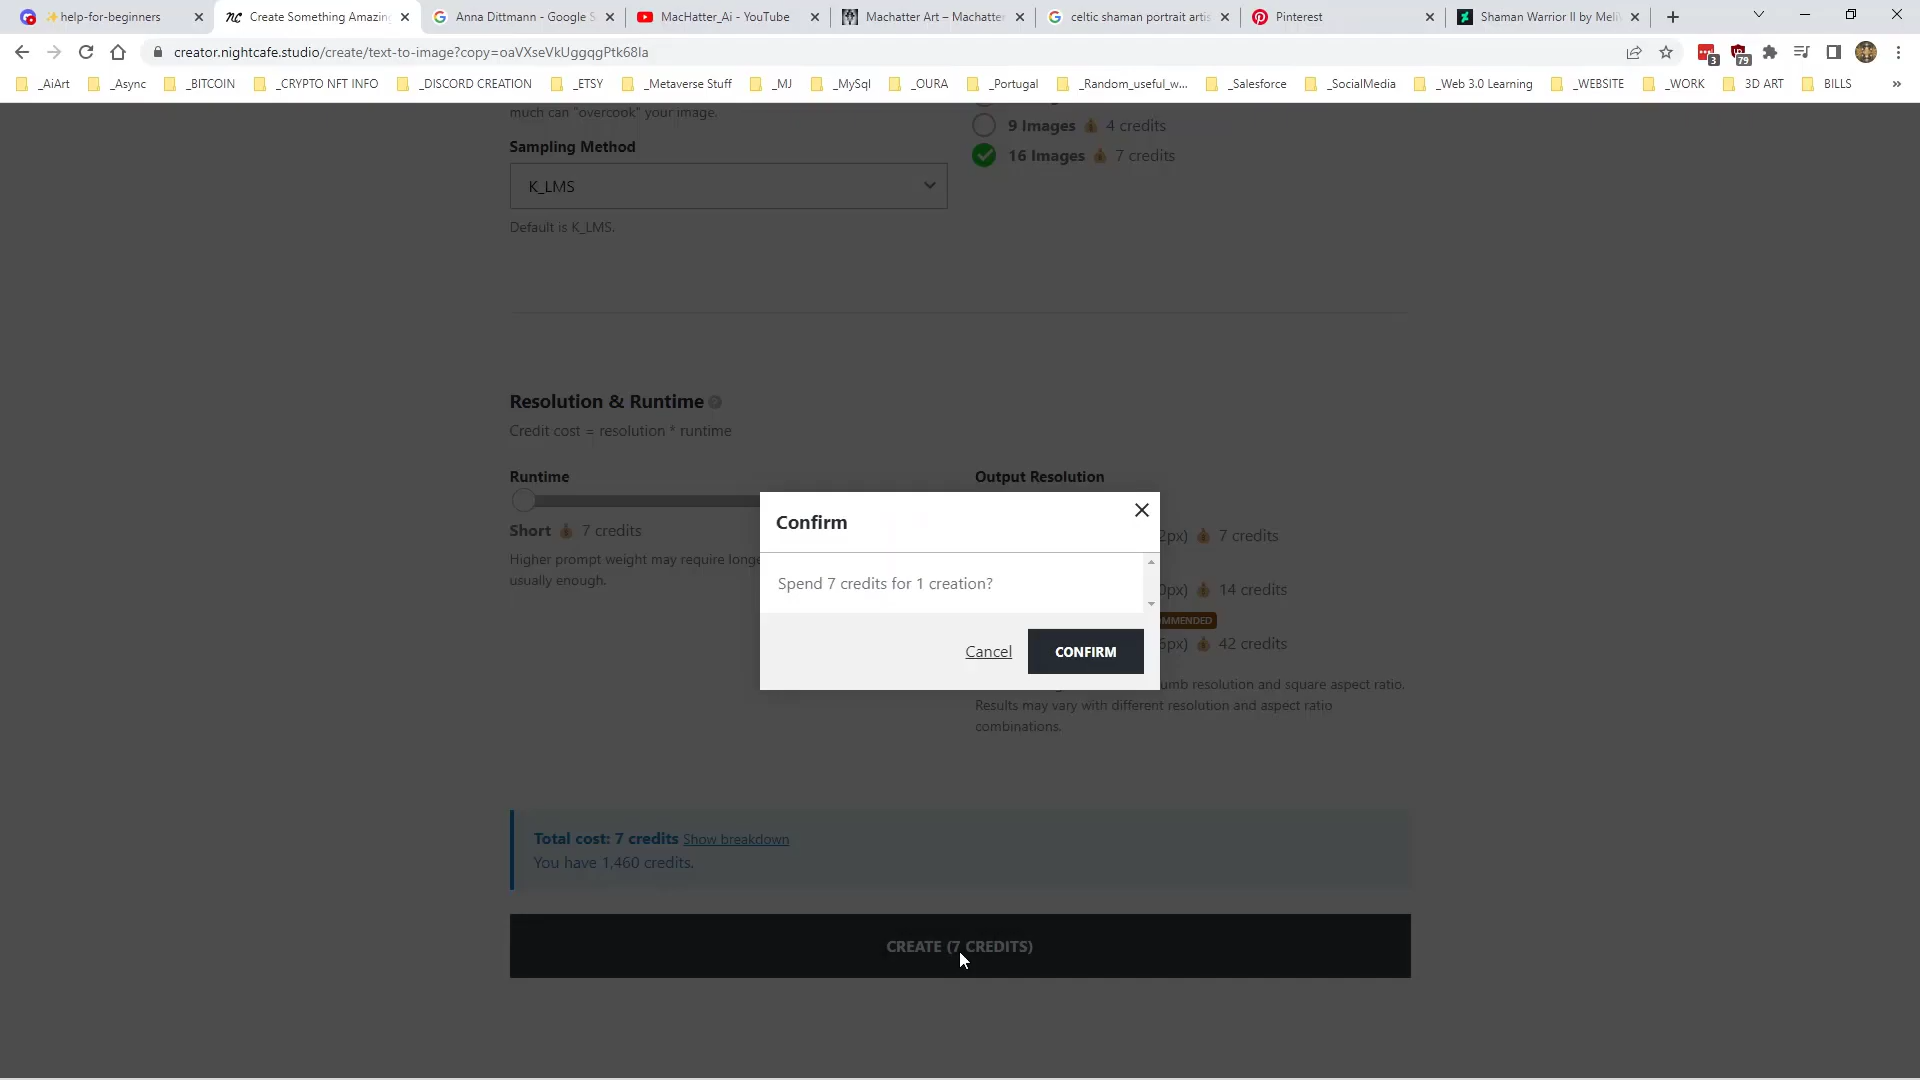 ✨help-for-beginners
Create Something Amazin
Anna Dittmann - Google S
MacHatter_Ai - YouTube
Machatter Art – Machatter
celtic shaman portrait artis
Pinterest
Shaman Warrior II by Meli
creator.nightcafe.studio/create/text-to-image?copy=oaVXseVkUggqgPtk68la
3
79
_AiArt
_Async
_BITCOIN
_CRYPTO NFT INFO
_DISCORD CREATION
_ETSY
_Metaverse Stuff
_MJ
_MySql
_OURA
_Portugal
_Random_useful_w...
_Salesforce
_SocialMedia
_Web 3.0 Learning
_WEBSITE
_WORK
3D ART
BILLS
»
much can "overcook" your image.
9 Images 4 credits
16 Images 7 credits
Sampling Method
K_LMS
Default is K_LMS.
Resolution & Runtime
Credit cost = resolution * runtime
Runtime
Short 7 credits
Higher prompt weight may require longe
usually enough.
Output Resolution
2px) 7 credits
0px) 14 credits
MMENDED
6px) 42 credits
umb resolution and square aspect ratio.
Results may vary with different resolution and aspect ratio
combinations.
Confirm
Spend 7 credits for 1 creation?
Cancel
CONFIRM
Total cost: 7 credits Show breakdown
You have 1,460 credits.
CREATE (7 CREDITS)